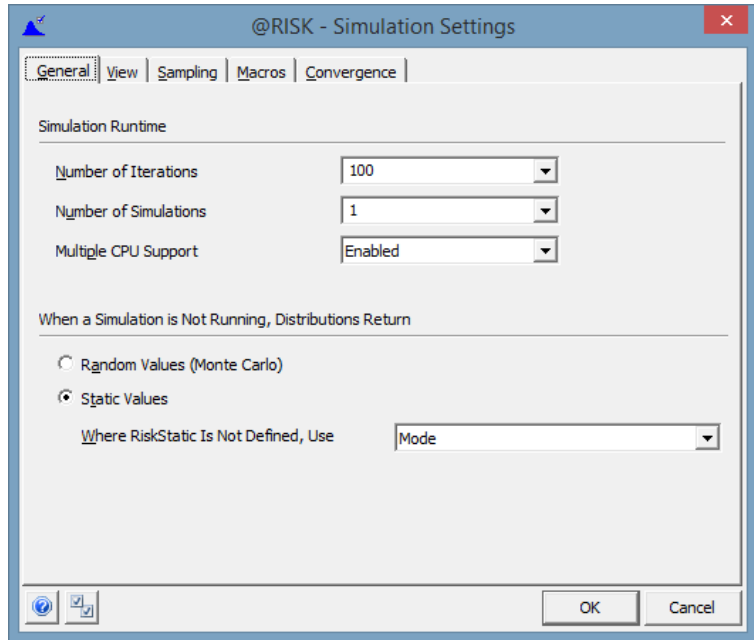 @RISK - Simulation Settings
General View Sampling Macros Convergence
Simulation Runtime
Number of Iterations 100
Number of Simulations 1
Multiple CPU Support Enabled
When a Simulation is Not Running, Distributions Return
Random Values (Monte Carlo)
Static Values
Where RiskStatic Is Not Defined, Use Mode
OK Cancel